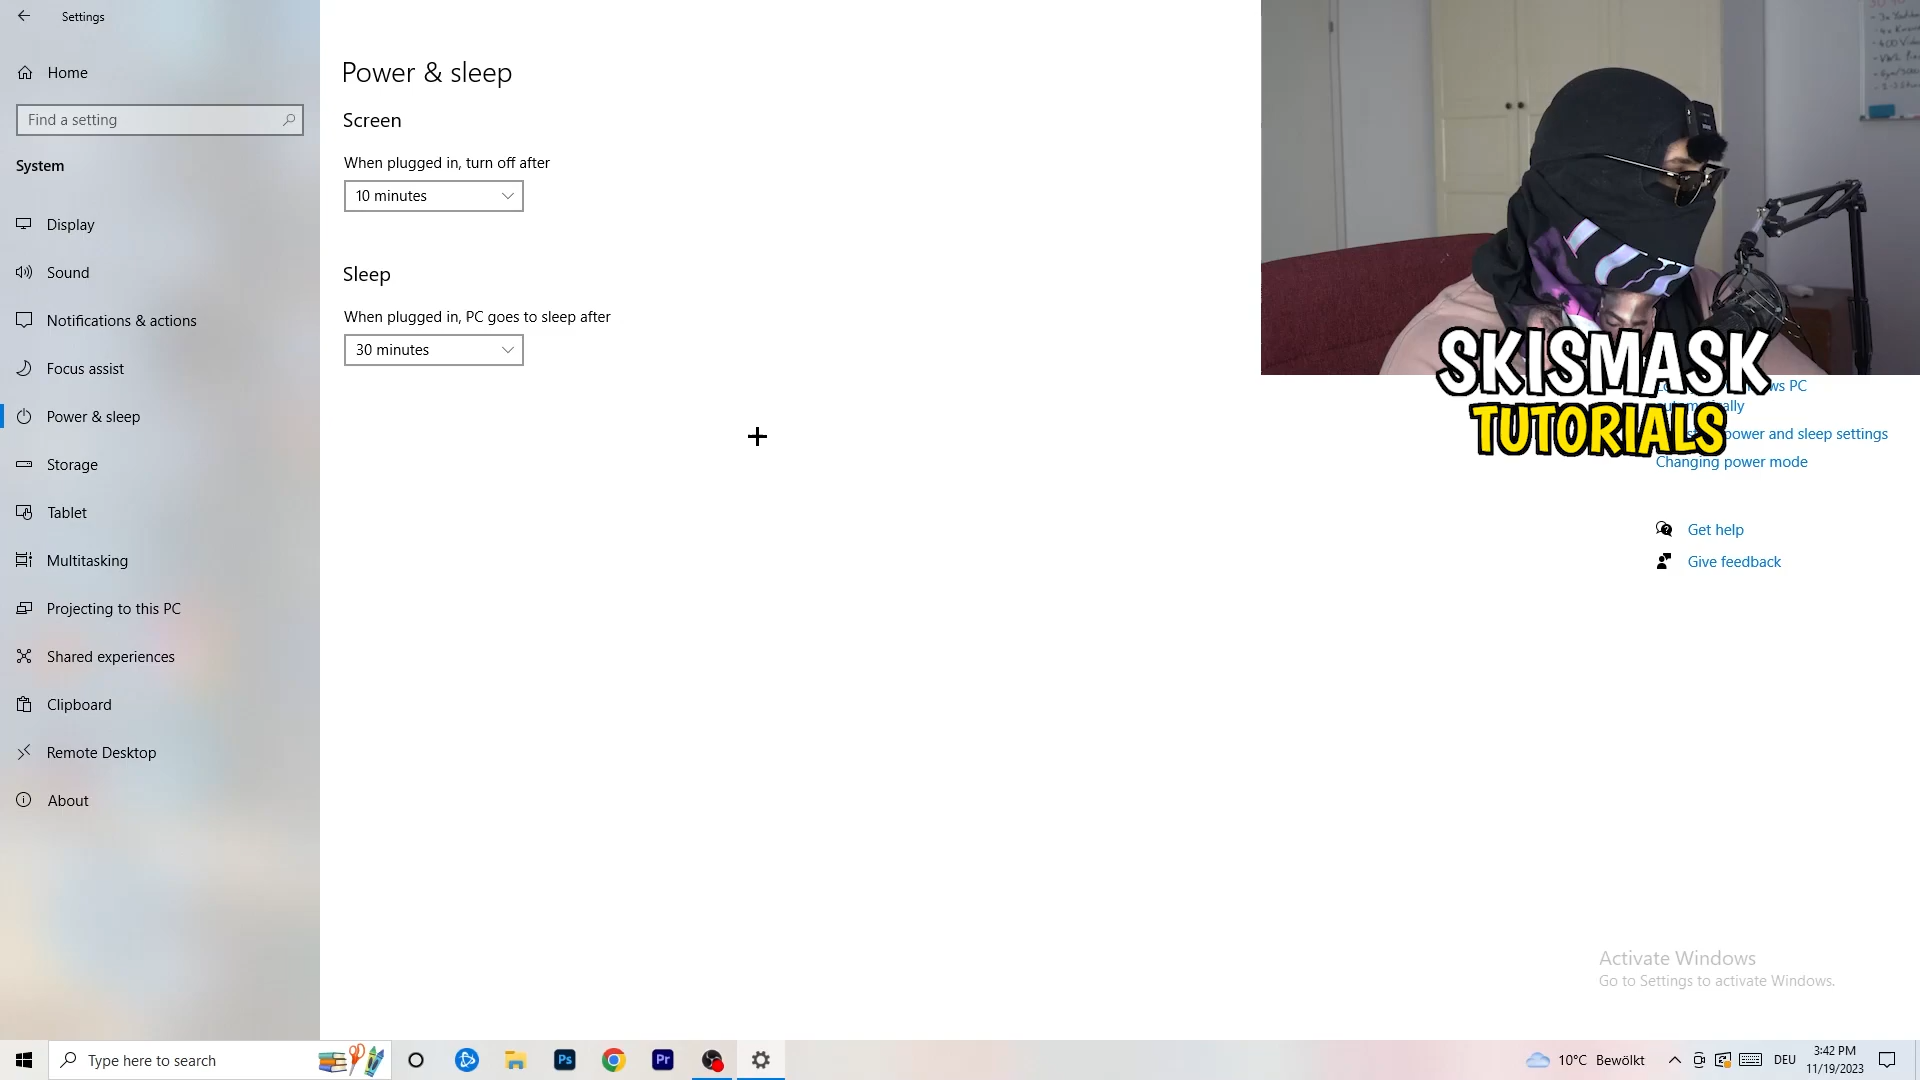 Settings
Home
Find a setting
System
Display
Sound
Notifications & actions
Focus assist
Power & sleep
Storage
Tablet
Multitasking
Projecting to this PC
Shared experiences
Clipboard
Remote Desktop
About
Power & sleep
Screen
When plugged in, turn off after
10 minutes
Sleep
When plugged in, PC goes to sleep after
30 minutes
SKISMASK
TUTORIALS
PC
power and sleep settings
Changing power mode
Get help
Give feedback
Activate Windows
Go to Settings to activate Windows.
Type here to search
Ps
Pr
10°C Bewölkt
DEU
3:42 PM
11/19/2023